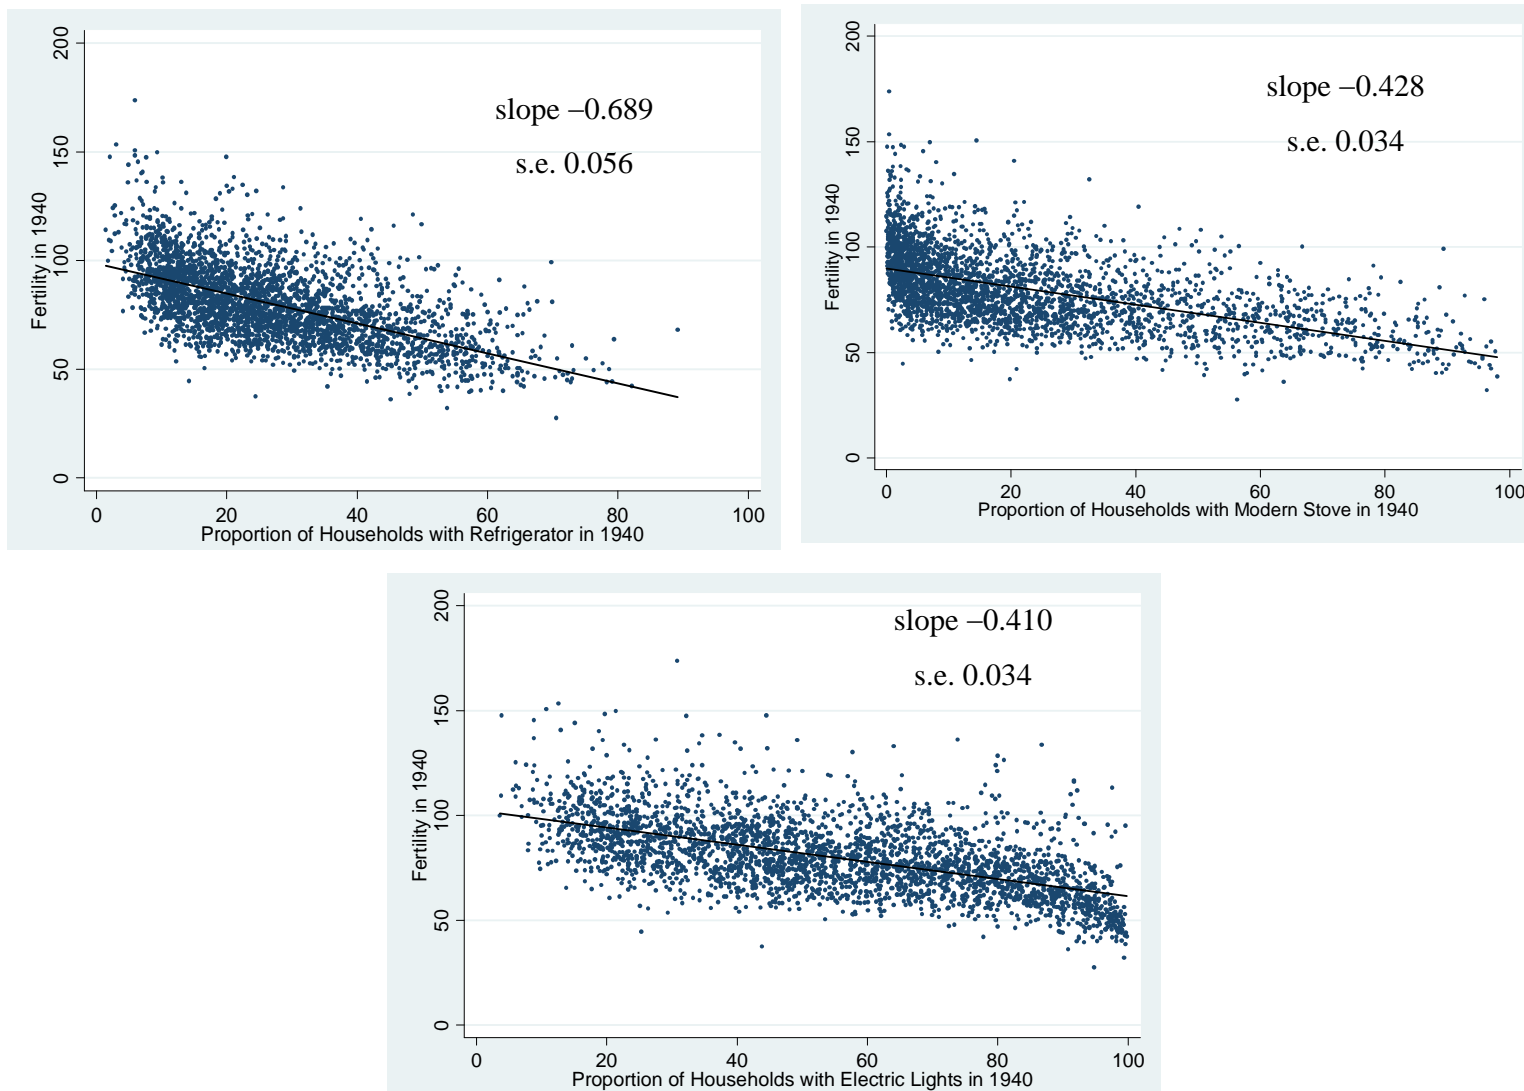 slope −0.689
s.e. 0.056
Fertility in 1940
0
50
100
150
200
0 20 40 60 80 100
Proportion of Households with Refrigerator in 1940
slope −0.428
s.e. 0.034
Fertility in 1940
0
50
100
150
200
0 20 40 60 80 100
Proportion of Households with Modern Stove in 1940
slope −0.410
s.e. 0.034
Fertility in 1940
0
50
100
150
200
0 20 40 60 80 100
Proportion of Households with Electric Lights in 1940